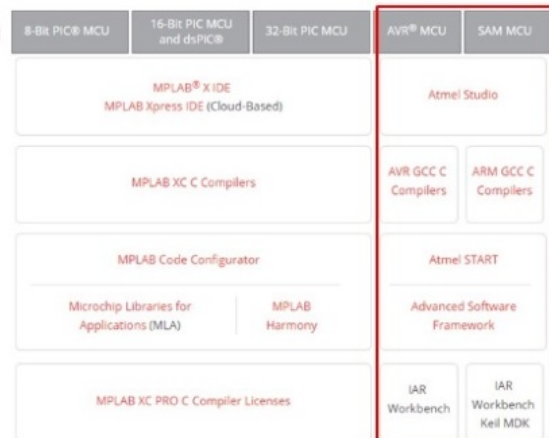 8-Bit PIC® MCU
16-Bit PIC MCU
and dsPIC®
32-Bit PIC MCU
AVR® MCU
SAM MCU
MPLAB® X IDE
MPLAB Xpress IDE (Cloud-Based)
Atmel Studio
MPLAB XC C Compilers
AVR GCC C
Compilers
ARM GCC C
Compilers
MPLAB Code Configurator
Atmel START
Microchip Libraries for
Applications (MLA)
MPLAB
Harmony
Advanced Software
Framework
MPLAB XC PRO C Compiler Licenses
IAR
Workbench
IAR
Workbench
Keil MDK